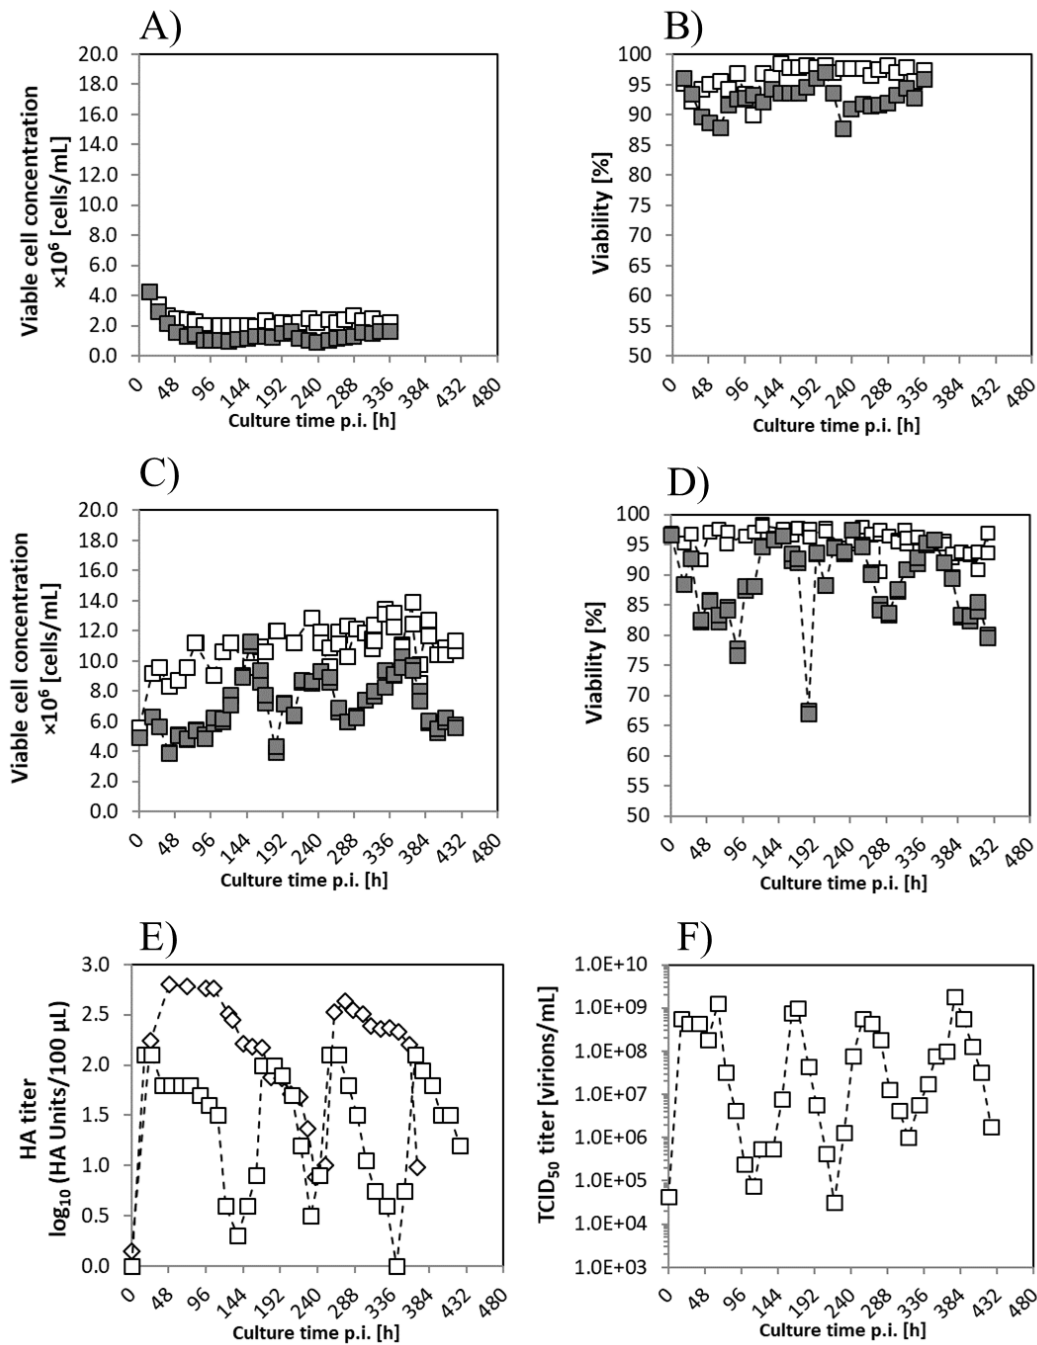 A)
Viable cell concentration
×10⁶ [cells/mL]
20.0
18.0
16.0
14.0
12.0
10.0
8.0
6.0
4.0
2.0
0.0
0 48 96 144 192 240 288 336 384 432 480
Culture time p.i. [h]
B)
Viability [%]
100
95
90
85
80
75
70
65
60
55
50
0 48 96 144 192 240 288 336 384 432 480
Culture time p.i. [h]
C)
Viable cell concentration
×10⁶ [cells/mL]
20.0
18.0
16.0
14.0
12.0
10.0
8.0
6.0
4.0
2.0
0.0
0 48 96 144 192 240 288 336 384 432 480
Culture time p.i. [h]
D)
Viability [%]
100
95
90
85
80
75
70
65
60
55
50
0 48 96 144 192 240 288 336 384 432 480
Culture time p.i. [h]
E)
HA titer
log₁₀ (HA Units/100 µL)
3.0
2.5
2.0
1.5
1.0
0.5
0.0
0 48 96 144 192 240 288 336 384 432 480
Culture time p.i. [h]
F)
TCID₅₀ titer [virions/mL]
1.0E+10
1.0E+09
1.0E+08
1.0E+07
1.0E+06
1.0E+05
1.0E+04
1.0E+03
0 48 96 144 192 240 288 336 384 432 480
Culture time p.i. [h]